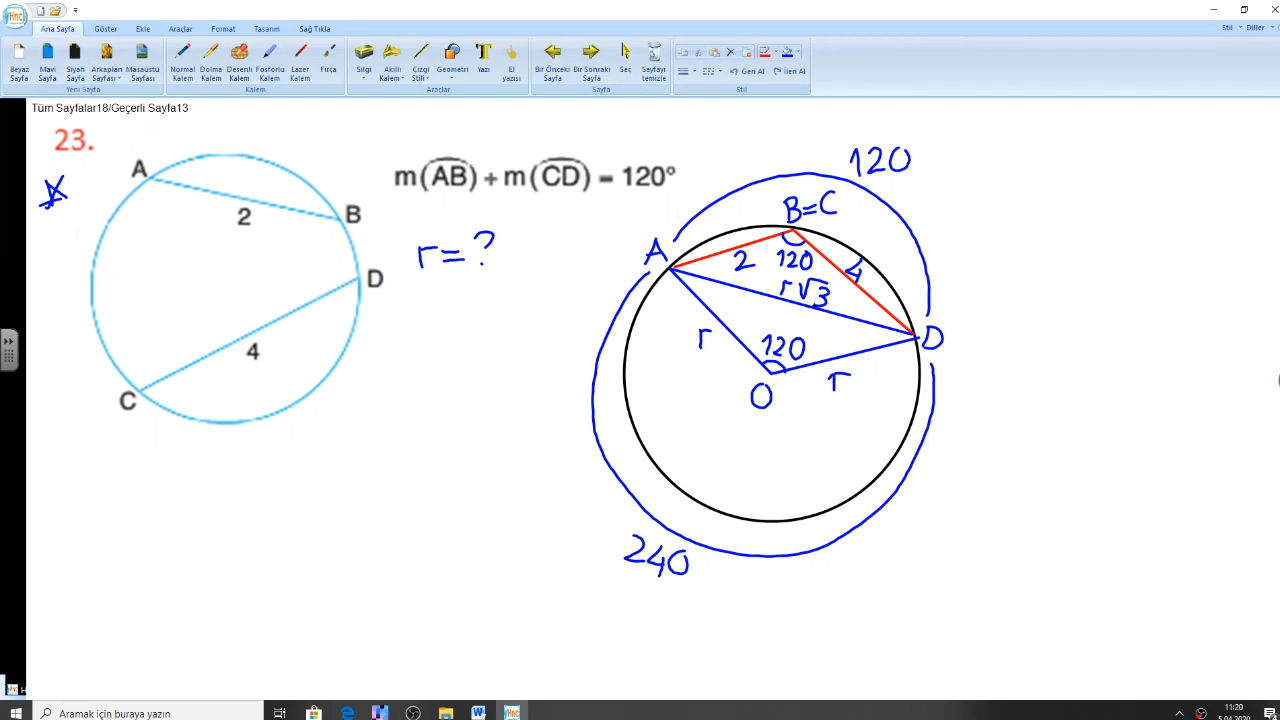 yHnc
Ana Sayfa Göster Ekle Araçlar Format Tasarım Sağ Tıkla
Stil Diller
Beyaz Sayfa
Mavi Sayfa
Siyah Sayfa
Arkaplan Sayfası
Masaüstü Sayfası
Normal Kalem
Dolma Kalem
Desenli Kalem
Fosforlu Kalem
Lazer Kalem
Fırça
Silgi
Akıllı Kalem
Çizgi Stili
Geometri
Yazı
El yazısı
Bir Önceki Sayfa
Bir Sonraki Sayfa
Seç
Sayfayı temizle
Geri Al
İleri Al
Yeni Sayfa Kalem Araçlar Sayfa Stil
Tüm Sayfalar18/Geçerli Sayfa13
23.
A
2
B
D
4
C
m(AB) + m(CD) = 120°
r = ?
120
B=C
A
2
120
4
r√3
r
120
D
O
r
240
Aramak için buraya yazın
11:20
5.04.2020